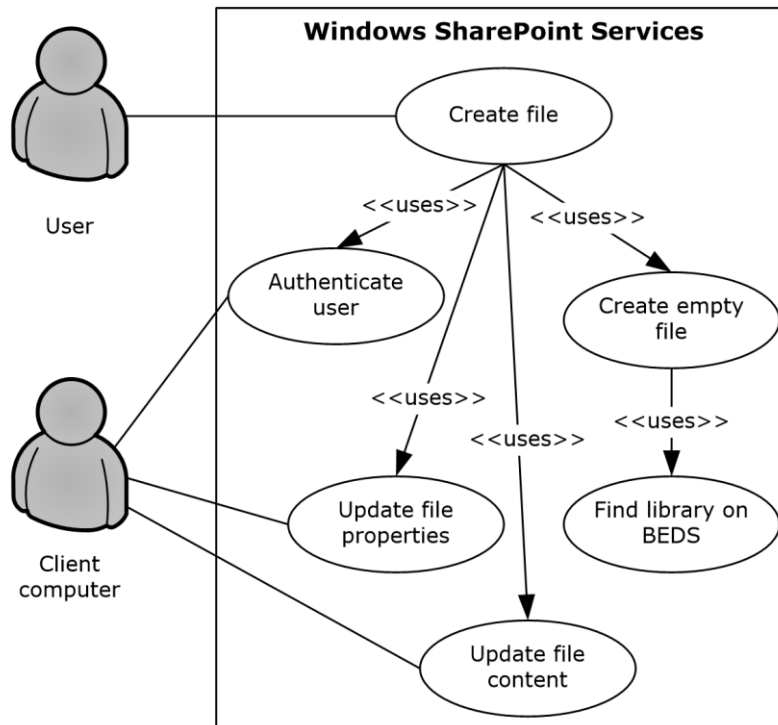 Windows SharePoint Services
Create file
User
<<uses>>
<<uses>>
Authenticate
user
Create empty
file
<<uses>>
<<uses>>
<<uses>>
Update file
properties
Find library on
BEDS
Client
computer
Update file
content